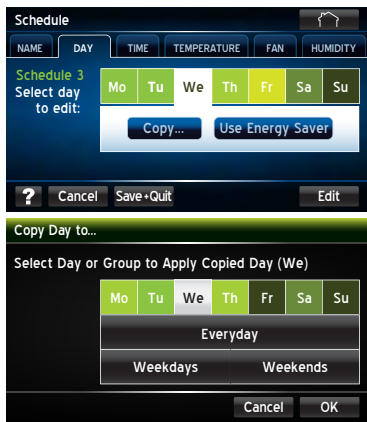 Schedule
NAME DAY TIME TEMPERATURE FAN HUMIDITY
Schedule 3
Select day
to edit:
Mo Tu We Th Fr Sa Su
Copy... Use Energy Saver
? Cancel Save+Quit Edit
Copy Day to...
Select Day or Group to Apply Copied Day (We)
Mo Tu We Th Fr Sa Su
Everyday
Weekdays Weekends
Cancel OK